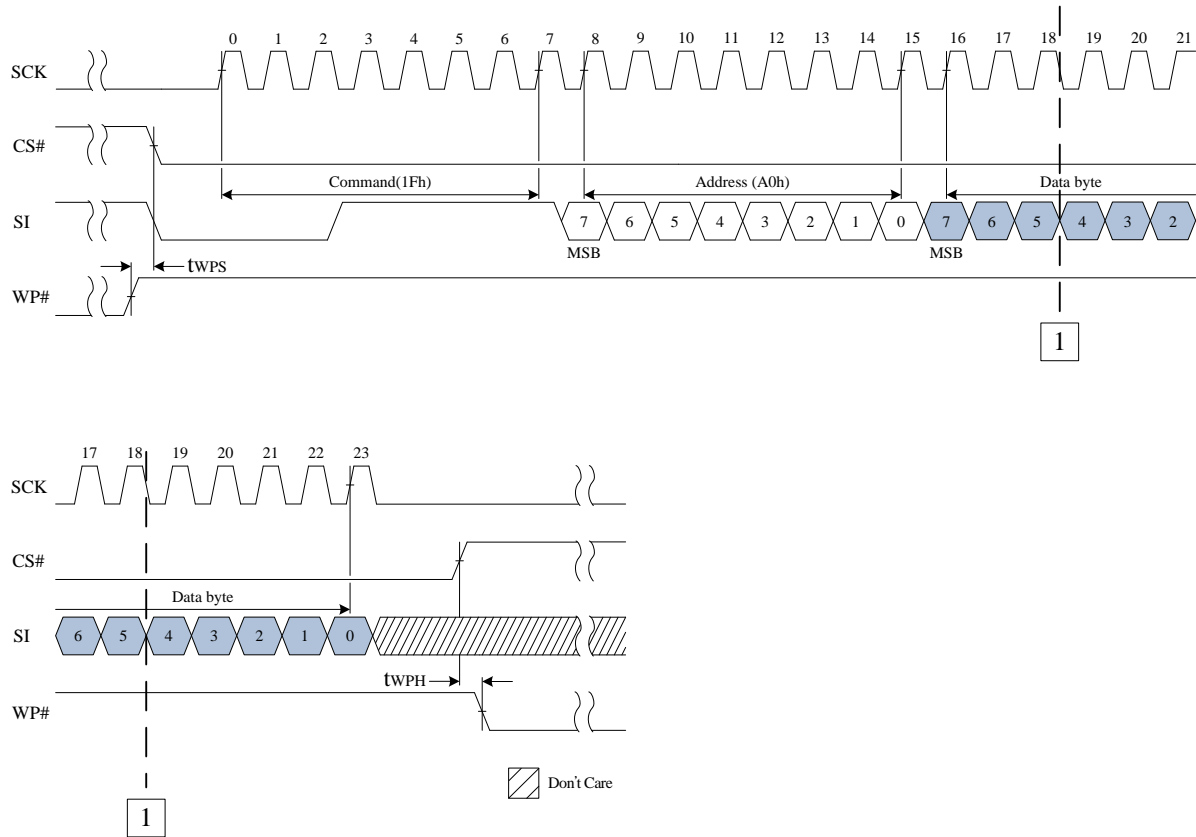 0 1 2 3 4 5 6 7 8 9 10 11 12 13 14 15 16 17 18 19 20 21
SCK
CS#
Command(1Fh) Address (A0h) Data byte
SI 7 6 5 4 3 2 1 0 7 6 5 4 3 2
MSB MSB
tWPS
WP#
1
17 18 19 20 21 22 23
SCK
CS#
Data byte
SI 6 5 4 3 2 1 0
tWPH
WP#
Don't Care
1